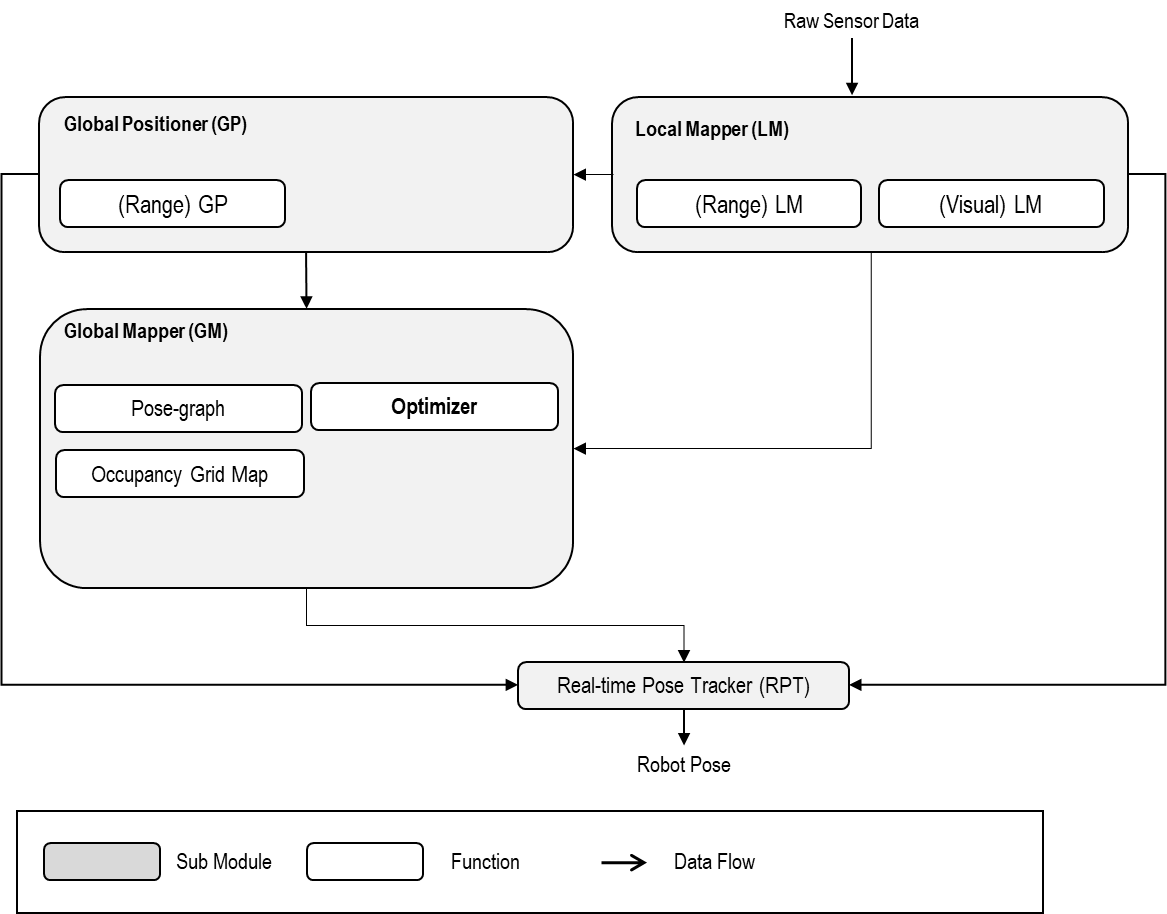 Raw Sensor Data
Global Positioner (GP)
(Range) GP
Local Mapper (LM)
(Range) LM
(Visual) LM
Global Mapper (GM)
Pose-graph
Optimizer
Occupancy Grid Map
Real-time Pose Tracker (RPT)
Robot Pose
Sub Module
Function
Data Flow